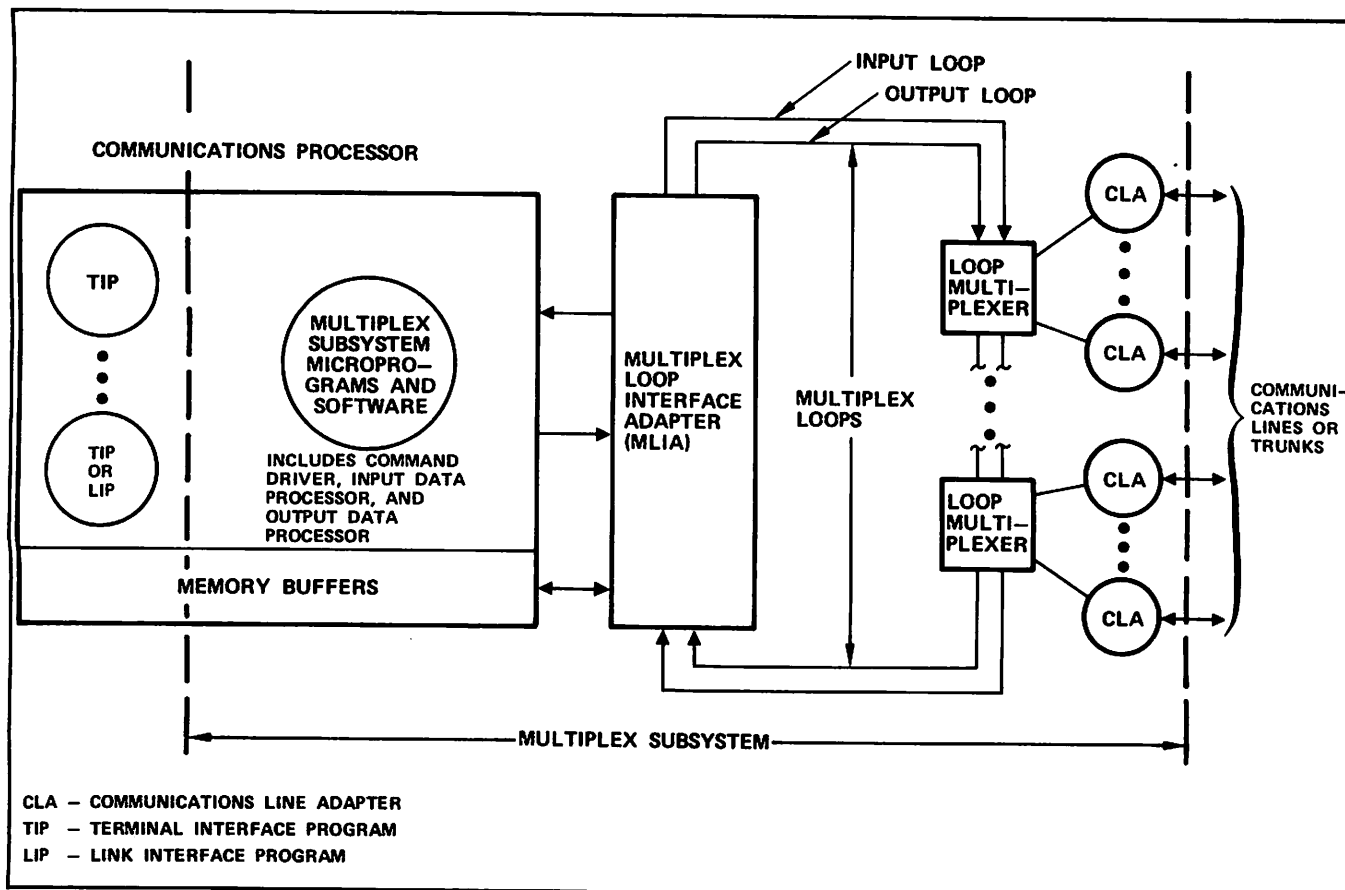 INPUT LOOP
OUTPUT LOOP
COMMUNICATIONS PROCESSOR
TIP
TIP
OR
LIP
MULTIPLEX
SUBSYSTEM
MICROPRO-
GRAMS AND
SOFTWARE
INCLUDES COMMAND
DRIVER, INPUT DATA
PROCESSOR, AND
OUTPUT DATA
PROCESSOR
MEMORY BUFFERS
MULTIPLEX
LOOP
INTERFACE
ADAPTER
(MLIA)
MULTIPLEX
LOOPS
LOOP
MULTI-
PLEXER
LOOP
MULTI-
PLEXER
CLA
CLA
CLA
CLA
COMMUNI-
CATIONS
LINES OR
TRUNKS
MULTIPLEX SUBSYSTEM
CLA – COMMUNICATIONS LINE ADAPTER
TIP – TERMINAL INTERFACE PROGRAM
LIP – LINK INTERFACE PROGRAM